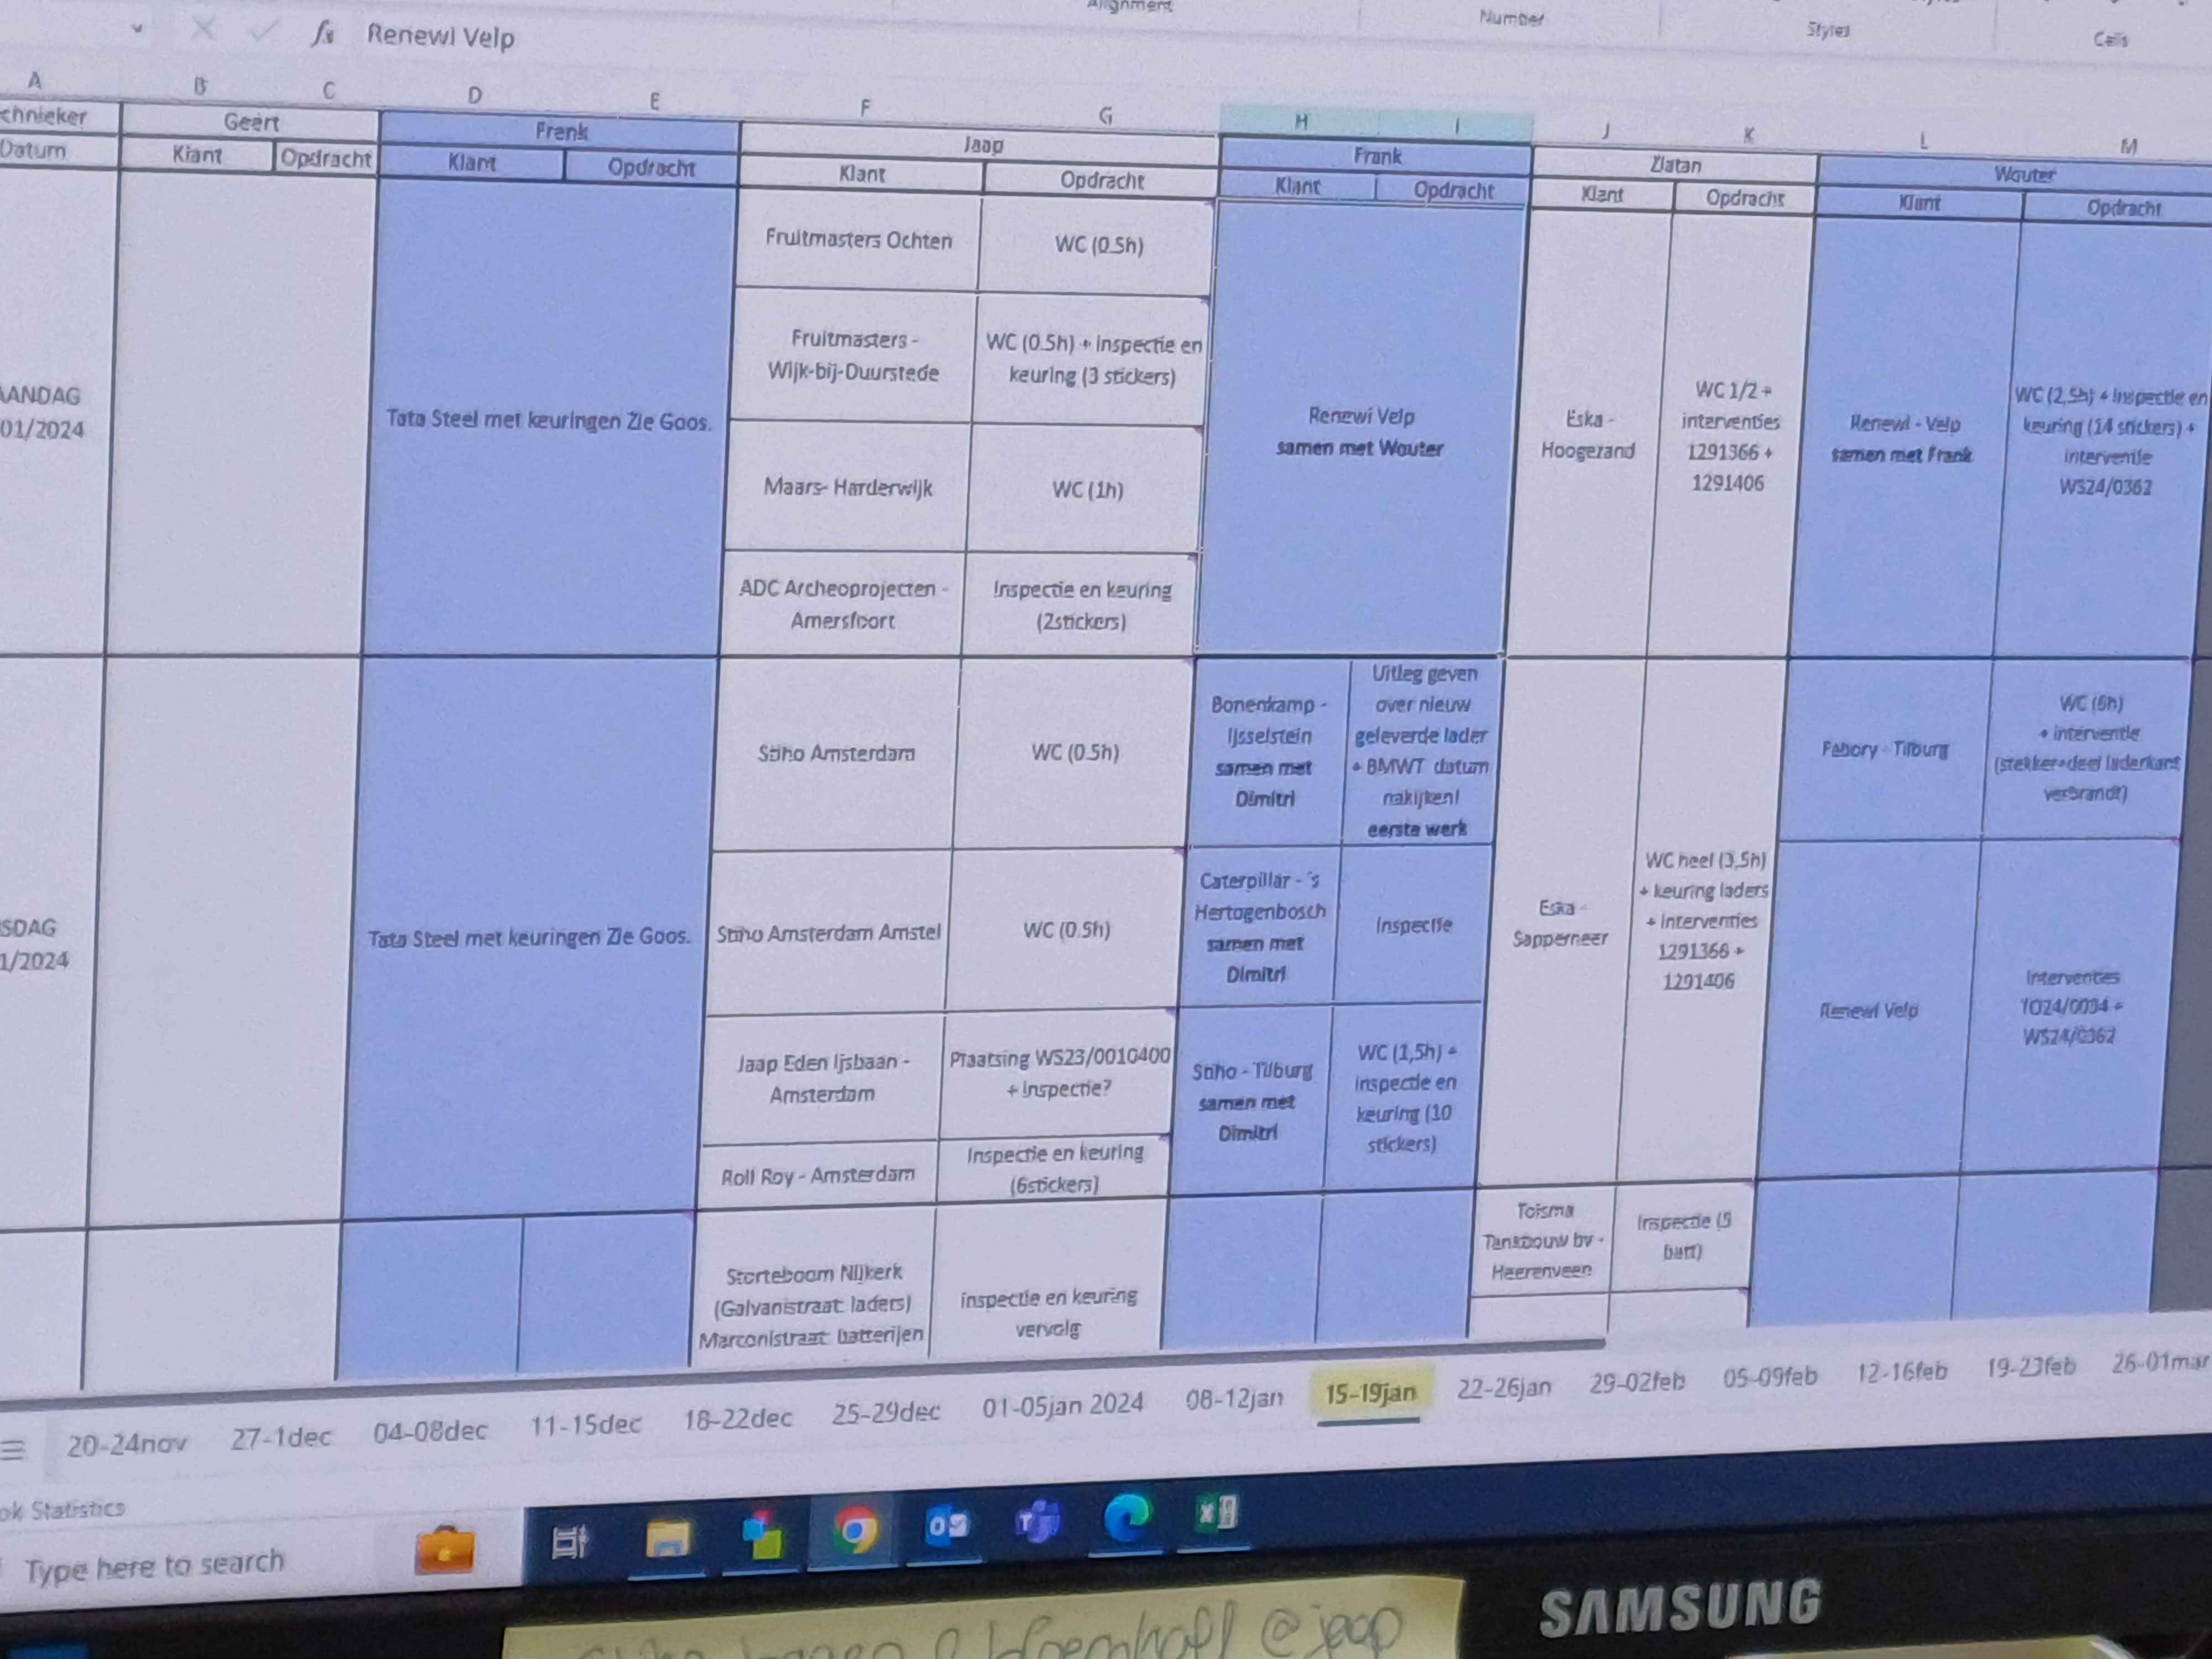 Alignment
Number
Styles
Cells
fx Renewi Velp
A B C D E F G H I J K L M
chnieker Geert Frenk Jaap Frank Zlatan Wouter
Datum Klant Opdracht Klant Opdracht Klant Opdracht Klant Opdracht Klant Opdracht Klant Opdracht
AANDAG
01/2024
Tata Steel met keuringen Zie Goos.
Fruitmasters Ochten
WC (0.5h)
Fruitmasters -
Wijk-bij-Duurstede
WC (0.5h) + inspectie en
keuring (3 stickers)
Maars- Harderwijk
WC (1h)
ADC Archeoprojecten -
Amersfoort
Inspectie en keuring
(2stickers)
Renewi Velp
samen met Wouter
Eska -
Hoogezand
WC 1/2 +
interventies
1291366 +
1291406
Renewi - Velp
samen met Frank
WC (2,5h) + inspectie en
keuring (14 stickers) +
interventie
WS24/0362
SDAG
1/2024
Tata Steel met keuringen Zie Goos.
Stiho Amsterdam
WC (0.5h)
Stiho Amsterdam Amstel
WC (0.5h)
Jaap Eden Ijsbaan -
Amsterdam
Plaatsing WS23/0010400
+ inspectie?
Roll Roy - Amsterdam
Inspectie en keuring
(6stickers)
Bonenkamp -
Ijsselstein
samen met
Dimitri
Uitleg geven
over nieuw
geleverde lader
+ BMWT datum
nakijken!
eerste werk
Caterpillar - 's
Hertogenbosch
samen met
Dimitri
Inspectie
Stiho - Tilburg
samen met
Dimitri
WC (1,5h) +
inspectie en
keuring (10
stickers)
Eska -
Sappemeer
WC heel (3,5h)
+ keuring laders
+ interventies
1291366 +
1291406
Fabory - Tilburg
WC (6h)
+ interventie
(stekker+deel laderkant
verbrandt)
Renewi Velp
Interventies
WS24/0362
Storteboom Nijkerk
(Galvanistraat: laders)
Marconistraat: batterijen
inspectie en keuring
vervolg
Tolsma
Tankbouw bv -
Heerenveen
Inspectie (5
batt)
20-24nov 27-1dec 04-08dec 11-15dec 18-22dec 25-29dec 01-05jan 2024 08-12jan 15-19jan 22-26jan 29-02feb 05-09feb 12-16feb 19-23feb 26-01mar
ok Statistics
Type here to search
SAMSUNG
@ jaap